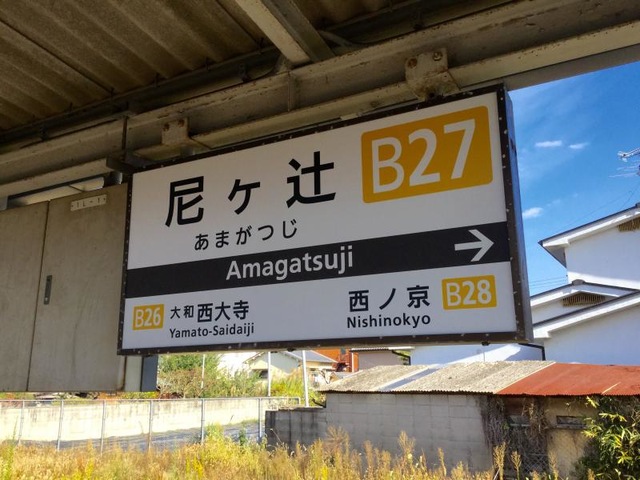 尼ヶ辻 B27
あまがつじ
Amagatsuji →
B26 大和西大寺
Yamato-Saidaiji
西ノ京 B28
Nishinokyo